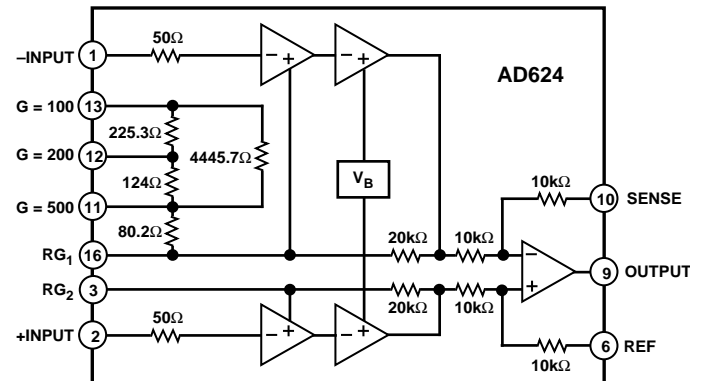 50Ω
–INPUT 1
AD624
G = 100 13
225.3Ω
4445.7Ω
G = 200 12
124Ω
VB
G = 500 11
10kΩ
10 SENSE
80.2Ω
20kΩ 10kΩ
RG1 16
9 OUTPUT
RG2 3
20kΩ 10kΩ
50Ω
+INPUT 2
10kΩ
6 REF